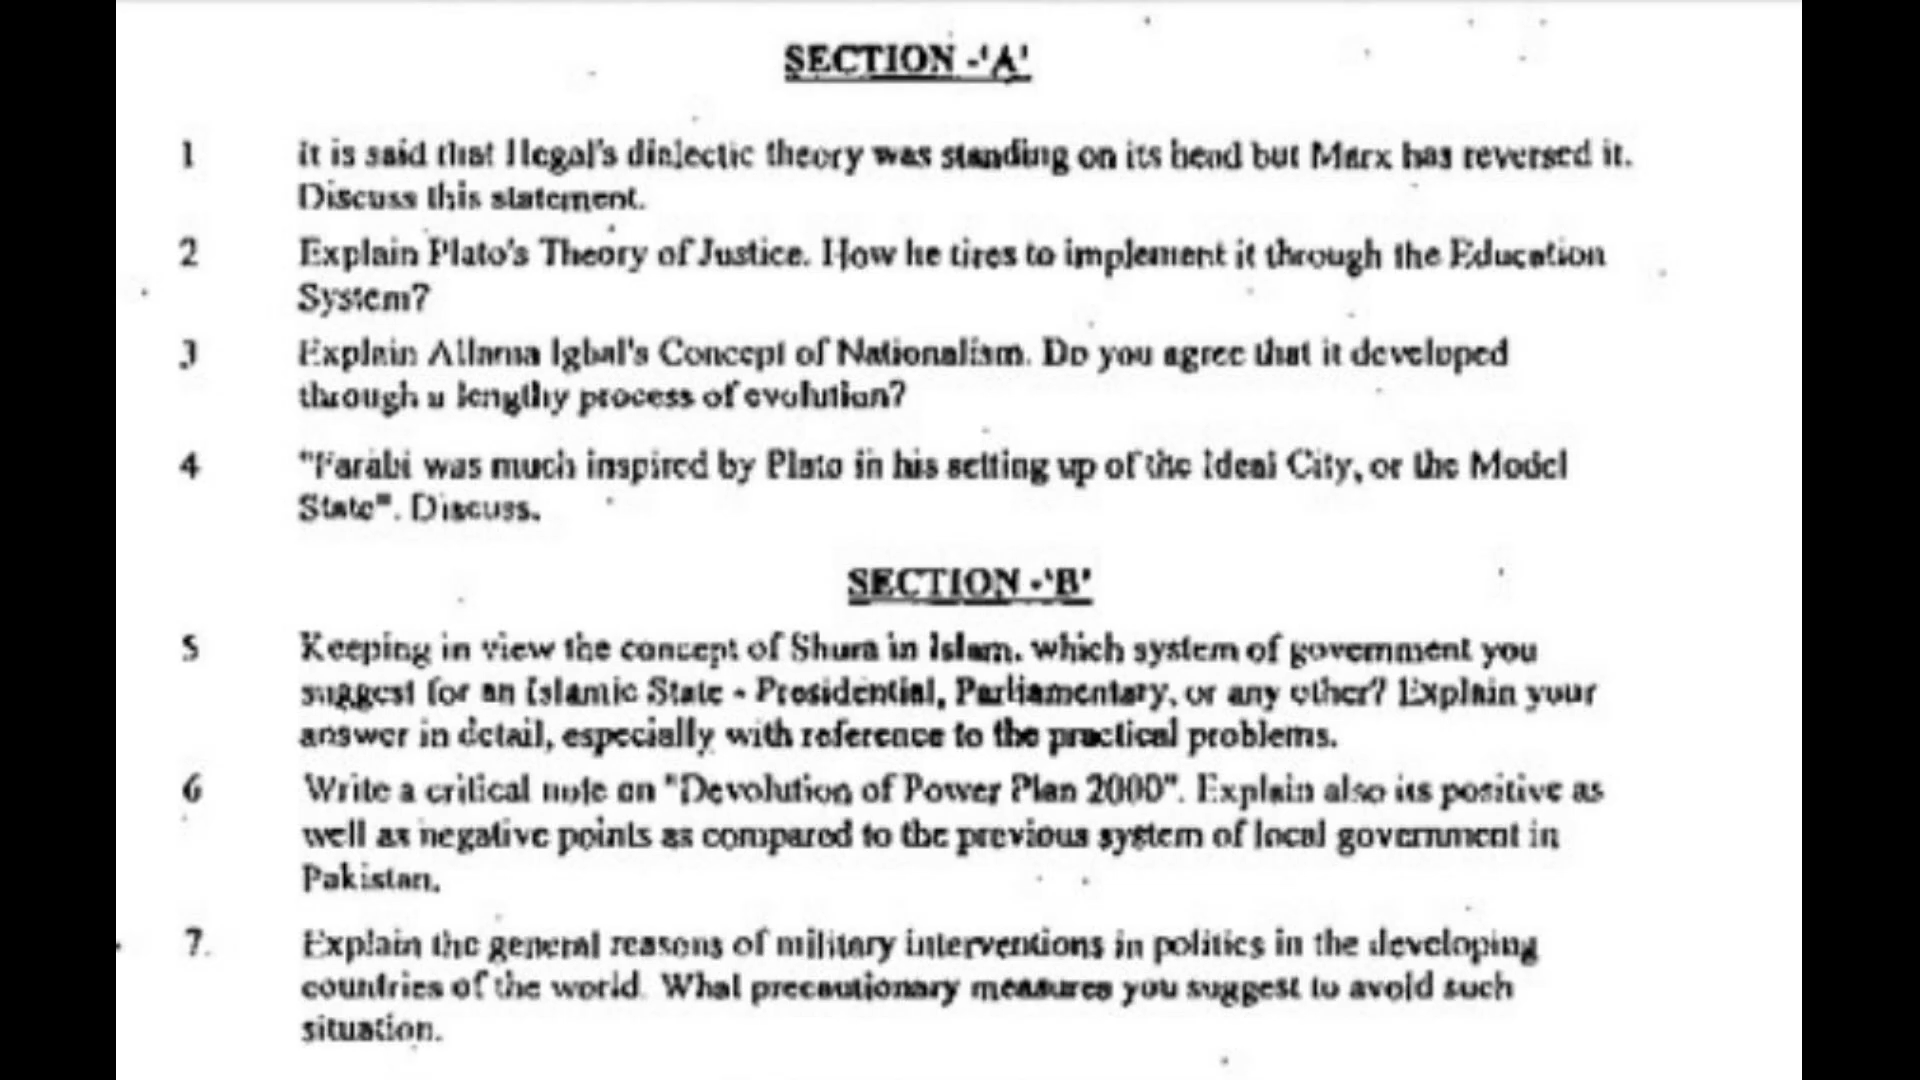 SECTION -'A'
1 It is said that Hegal's dialectic theory was standing on its head but Marx has reversed it.
Discuss this statement.
2 Explain Plato's Theory of Justice. How he tires to implement it through the Education
System?
3 Explain Allama Igbal's Concept of Nationalism. Do you agree that it developed
through a lengthy process of evolution?
4 "Farabi was much inspired by Plato in his setting up of the Ideal City, or the Model
State". Discuss.
SECTION -'B'
5 Keeping in view the concept of Shura in Islam. which system of government you
suggest for an Islamic State - Presidential, Parliamentary, or any other? Explain your
answer in detail, especially with reference to the practical problems.
6 Write a critical note on "Devolution of Power Plan 2000". Explain also its positive as
well as negative points as compared to the previous system of local government in
Pakistan.
7. Explain the general reasons of military interventions in politics in the developing
countries of the world. What precautionary measures you suggest to avoid such
situation.